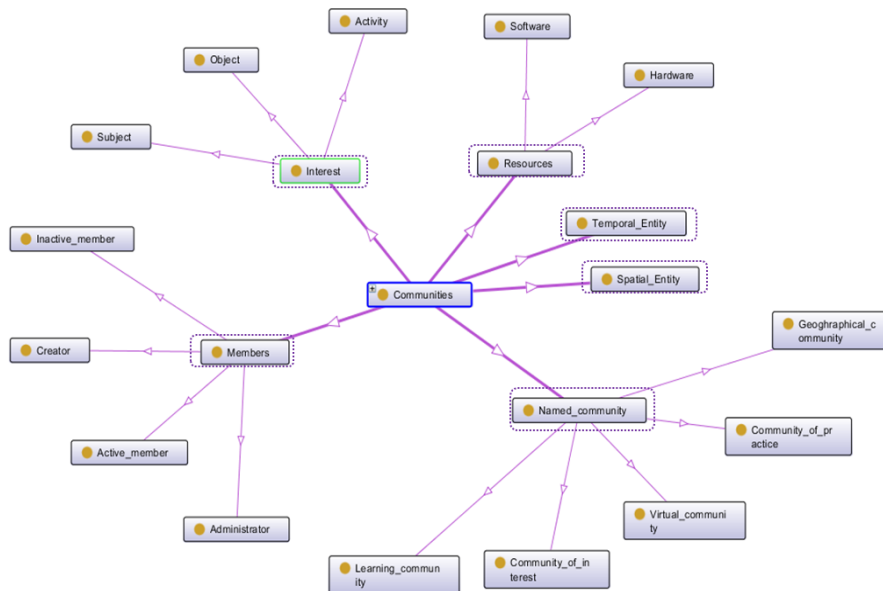 Activity
Software
Object
Hardware
Subject
Interest
Resources
Temporal_Entity
Inactive_member
Spatial_Entity
Communities
Geoghraphical_c
ommunity
Creator
Members
Named_community
Community_of_pr
actice
Active_member
Virtual_communi
ty
Administrator
Learning_commun
ity
Community_of_in
terest